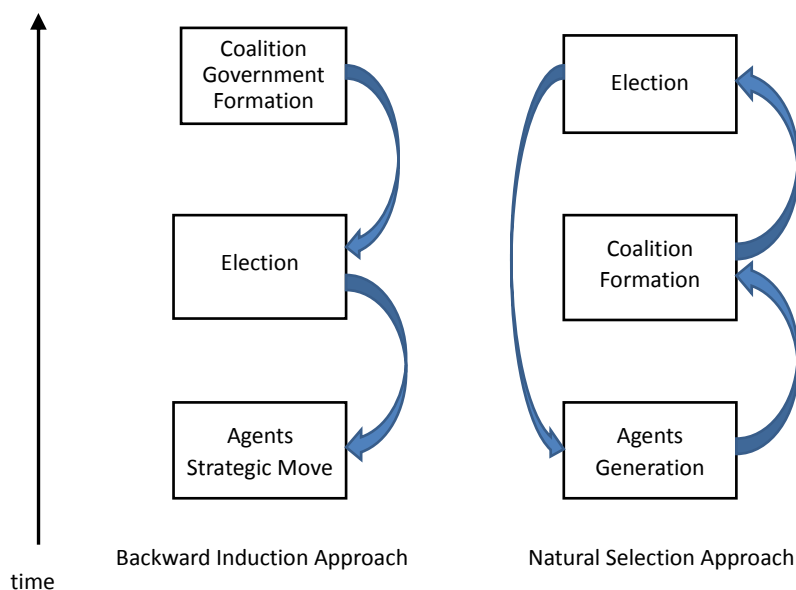 Coalition
Government
Formation
Election
Agents
Strategic Move
Backward Induction Approach
Election
Coalition
Formation
Agents
Generation
Natural Selection Approach
time